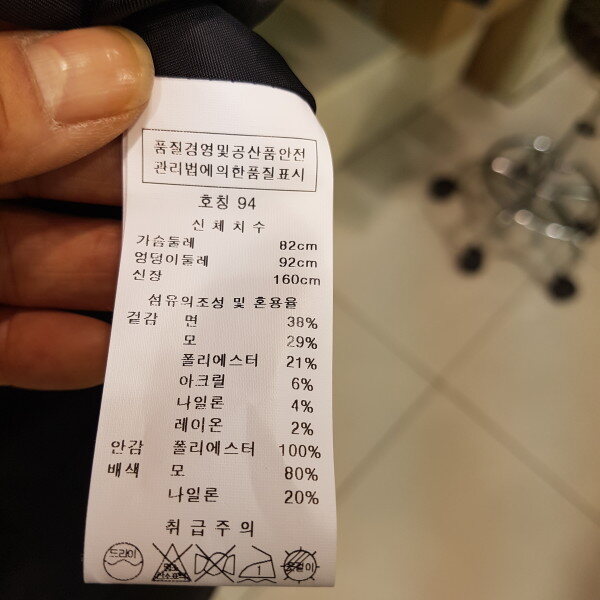 품질경영및공산품안전
관리법에의한품질표시
호칭 94
신체치수
가슴둘레 82cm
엉덩이둘레 92cm
신장 160cm
섬유의조성 및 혼용율
겉감 면 38%
모 29%
폴리에스터 21%
아크릴 6%
나일론 4%
레이온 2%
안감 폴리에스터 100%
배색 모 80%
나일론 20%
취급주의
드라이 1 옷걸이